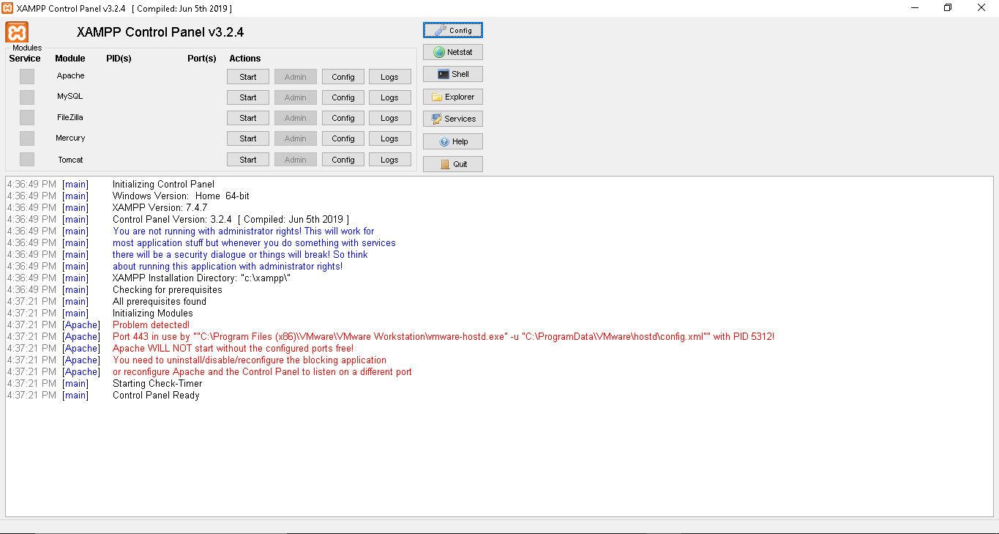 XAMPP Control Panel v3.2.4 [ Compiled: Jun 5th 2019 ]
XAMPP Control Panel v3.2.4
Config
Modules
Service Module PID(s) Port(s) Actions
Netstat
Apache Start Admin Config Logs
Shell
MySQL Start Admin Config Logs
Explorer
FileZilla Start Admin Config Logs
Services
Mercury Start Admin Config Logs
Help
Tomcat Start Admin Config Logs
Quit
4:36:49 PM [main] Initializing Control Panel
4:36:49 PM [main] Windows Version: Home 64-bit
4:36:49 PM [main] XAMPP Version: 7.4.7
4:36:49 PM [main] Control Panel Version: 3.2.4 [ Compiled: Jun 5th 2019 ]
4:36:49 PM [main] You are not running with administrator rights! This will work for
4:36:49 PM [main] most application stuff but whenever you do something with services
4:36:49 PM [main] there will be a security dialogue or things will break! So think
4:36:49 PM [main] about running this application with administrator rights!
4:36:49 PM [main] XAMPP Installation Directory: "c:\xampp\"
4:36:49 PM [main] Checking for prerequisites
4:37:21 PM [main] All prerequisites found
4:37:21 PM [main] Initializing Modules
4:37:21 PM [Apache] Problem detected!
4:37:21 PM [Apache] Port 443 in use by ""C:\Program Files (x86)\VMware\VMware Workstation\vmware-hostd.exe" -u "C:\ProgramData\VMware\hostd\config.xml"" with PID 5312!
4:37:21 PM [Apache] Apache WILL NOT start without the configured ports free!
4:37:21 PM [Apache] You need to uninstall/disable/reconfigure the blocking application
4:37:21 PM [Apache] or reconfigure Apache and the Control Panel to listen on a different port
4:37:21 PM [main] Starting Check-Timer
4:37:21 PM [main] Control Panel Ready